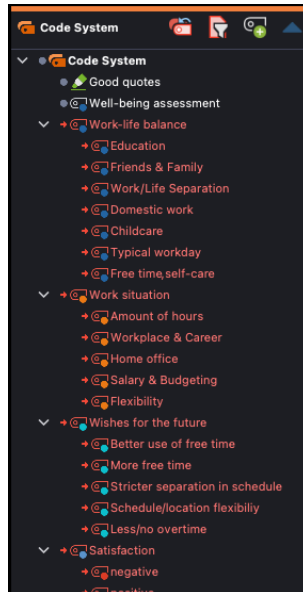 Code System
Code System
Good quotes
Well-being assessment
Work-life balance
Education
Friends & Family
Work/Life Separation
Domestic work
Childcare
Typical workday
Free time,self-care
Work situation
Amount of hours
Workplace & Career
Home office
Salary & Budgeting
Flexibility
Wishes for the future
Better use of free time
More free time
Stricter separation in schedule
Schedule/location flexibiliy
Less/no overtime
Satisfaction
negative
positive